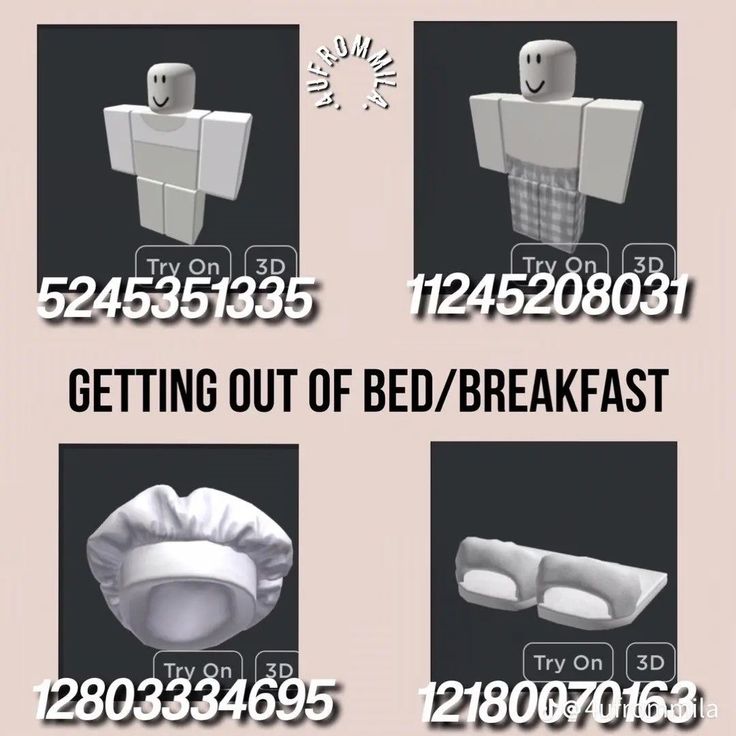 .4UFROMMILA.
Try On 3D
Try On 3D
5245351335
11245208031
GETTING OUT OF BED/BREAKFAST
Try On 3D
Try On 3D
12803334695
12180070163
@4ufrommila